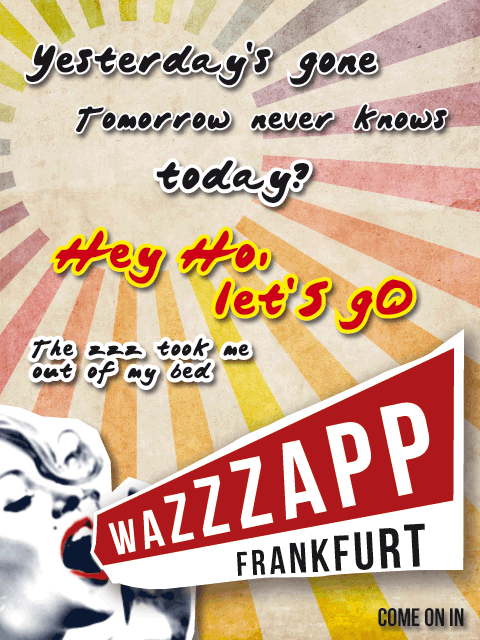 Yesterday's gone
Tomorrow never knows
today?
Hey Ho,
let's go
The zzz took me
out of my bed
WAZZZAPP
FRANKFURT
COME ON IN